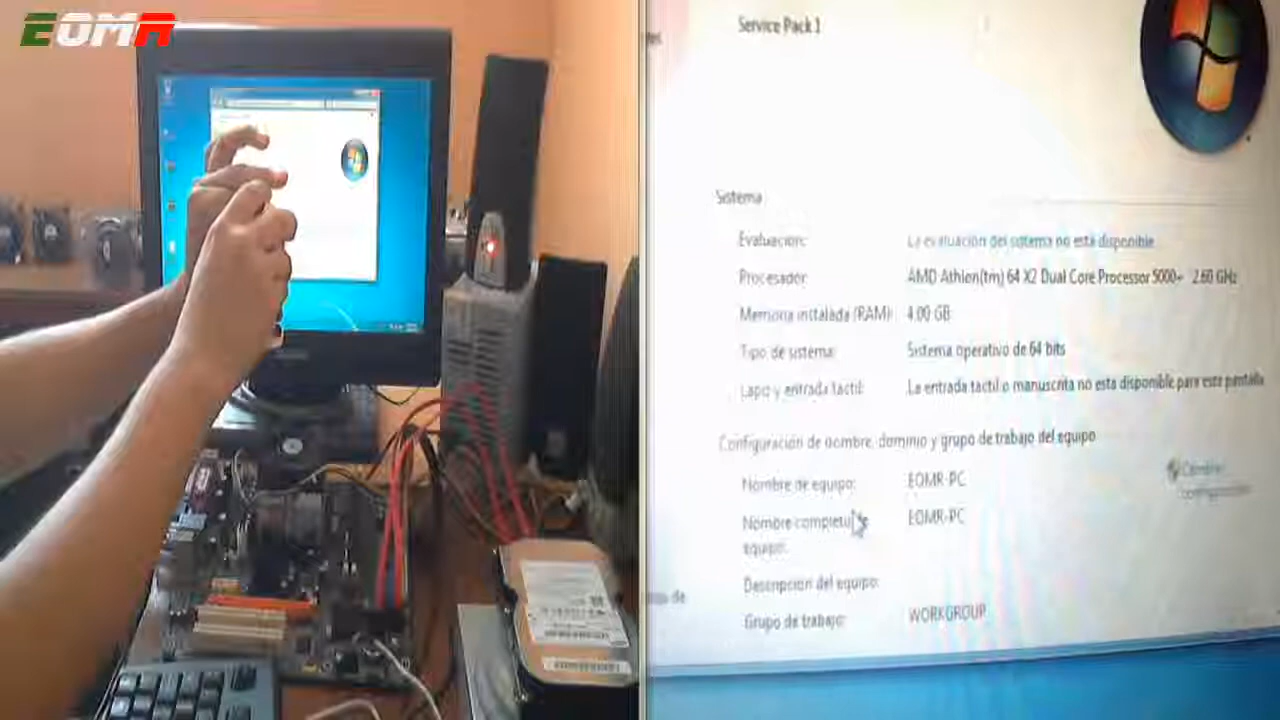 EOMR
Service Pack 1
Sistema
Evaluación: La evaluación del sistema no está disponible
Procesador: AMD Athlon(tm) 64 X2 Dual Core Processor 5000+ 2.60 GHz
Memoria instalada (RAM): 4.00 GB
Tipo de sistema: Sistema operativo de 64 bits
Lápiz y entrada táctil: La entrada táctil o manuscrita no está disponible para esta pantalla
Configuración de nombre, dominio y grupo de trabajo del equipo
Nombre de equipo: EOMR-PC
Cambiar
configuración
Nombre completo EOMR-PC
equipo:
Descripción del equipo:
Grupo de trabajo: WORKGROUP
de